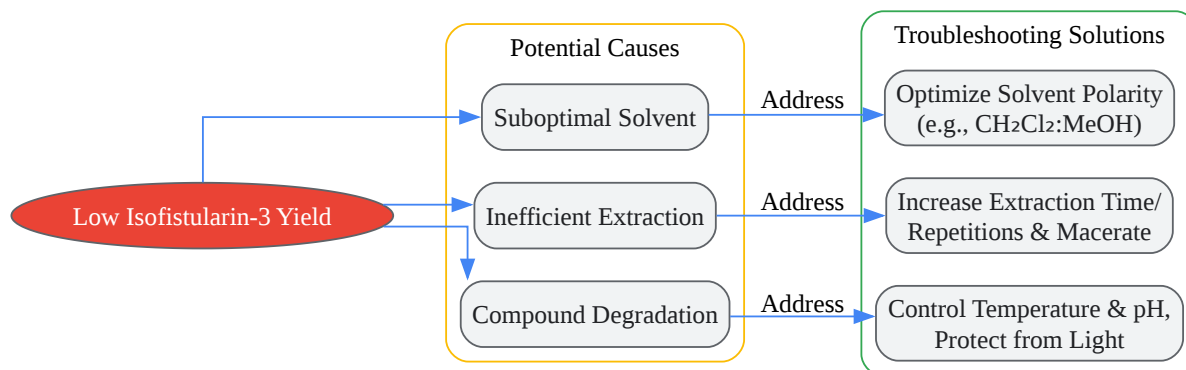 Low Isofistularin-3 Yield
Potential Causes
Suboptimal Solvent
Inefficient Extraction
Compound Degradation
Address
Address
Address
Troubleshooting Solutions
Optimize Solvent Polarity
(e.g., CH₂Cl₂:MeOH)
Increase Extraction Time/
Repetitions & Macerate
Control Temperature & pH,
Protect from Light